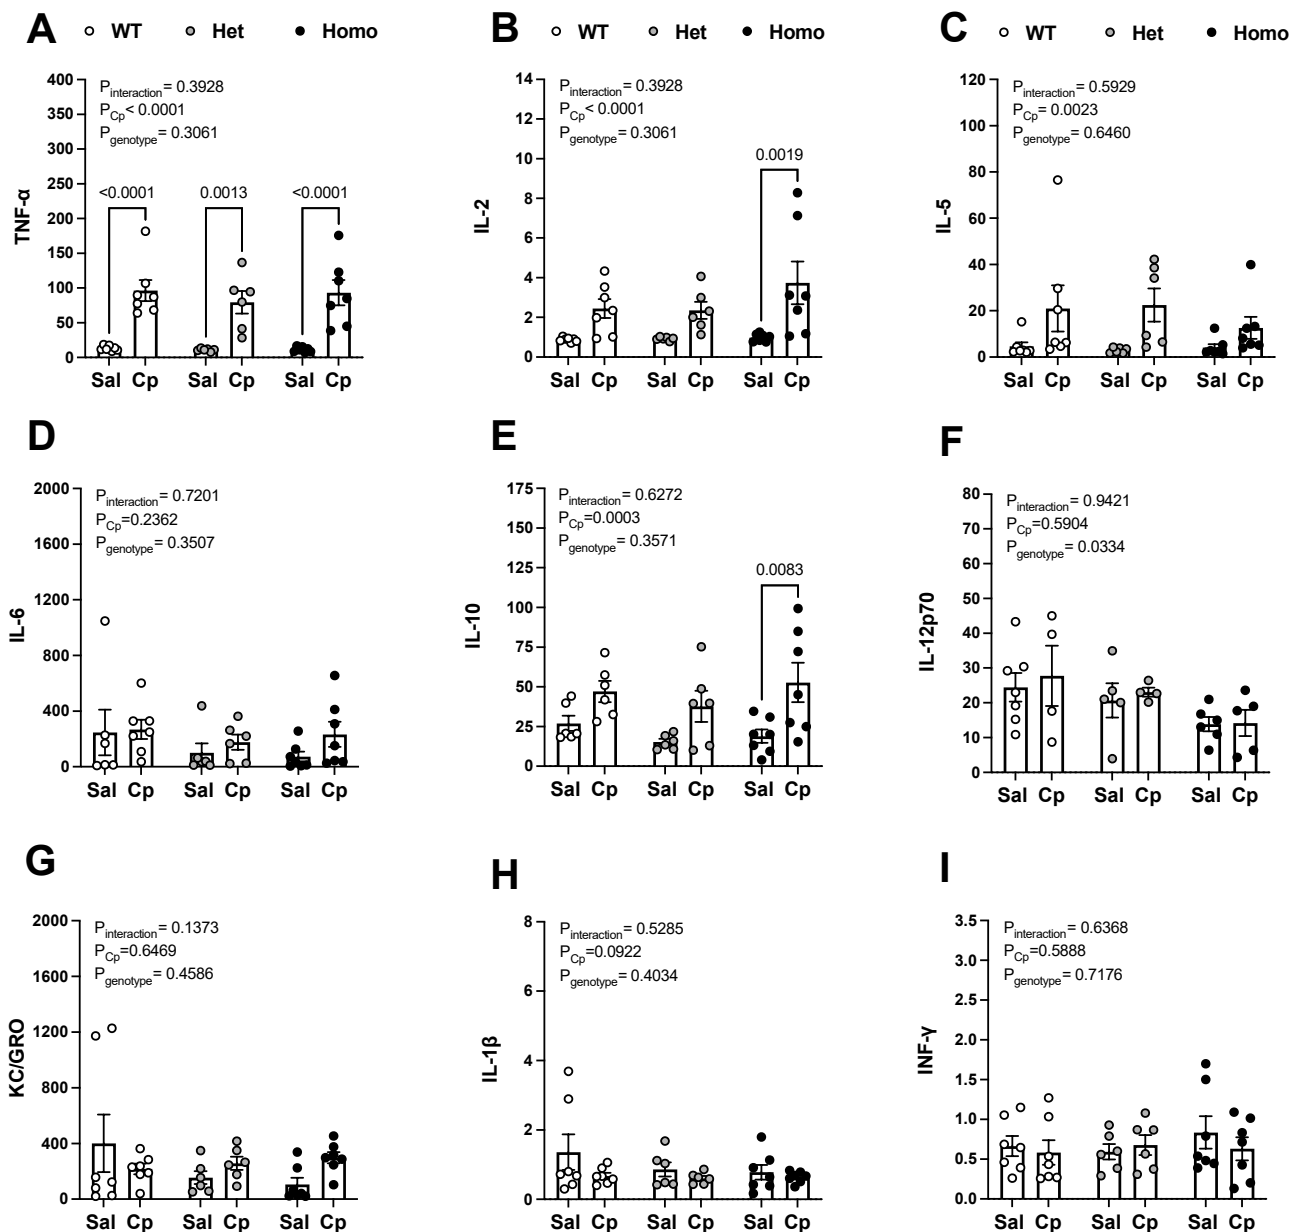 A
WT Het Homo
TNF-α
400
350
300
250
200
150
100
50
0
Pinteraction= 0.3928
PCp< 0.0001
Pgenotype= 0.3061
<0.0001 0.0013 <0.0001
Sal Cp Sal Cp Sal Cp
B
WT Het Homo
IL-2
14
12
10
8
6
4
2
0
Pinteraction= 0.3928
PCp< 0.0001
Pgenotype= 0.3061
0.0019
Sal Cp Sal Cp Sal Cp
C
WT Het Homo
IL-5
120
100
80
60
40
20
0
Pinteraction= 0.5929
PCp= 0.0023
Pgenotype= 0.6460
Sal Cp Sal Cp Sal Cp
D
IL-6
2000
1600
1200
800
400
0
Pinteraction= 0.7201
PCp=0.2362
Pgenotype= 0.3507
Sal Cp Sal Cp Sal Cp
E
IL-10
175
150
125
100
75
50
25
0
Pinteraction= 0.6272
PCp=0.0003
Pgenotype= 0.3571
0.0083
Sal Cp Sal Cp Sal Cp
F
IL-12p70
80
70
60
50
40
30
20
10
0
Pinteraction= 0.9421
PCp=0.5904
Pgenotype= 0.0334
Sal Cp Sal Cp Sal Cp
G
KC/GRO
2000
1600
1200
800
400
0
Pinteraction= 0.1373
PCp=0.6469
Pgenotype= 0.4586
Sal Cp Sal Cp Sal Cp
H
IL-1β
8
6
4
2
0
Pinteraction= 0.5285
PCp=0.0922
Pgenotype= 0.4034
Sal Cp Sal Cp Sal Cp
I
INF-γ
3.5
3.0
2.5
2.0
1.5
1.0
0.5
0.0
Pinteraction= 0.6368
PCp=0.5888
Pgenotype= 0.7176
Sal Cp Sal Cp Sal Cp